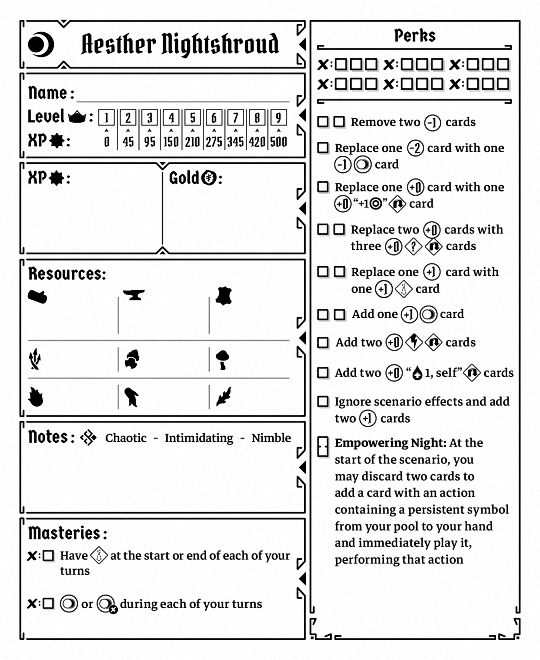 Aesther Nightshroud
Name:
Level : 1 2 3 4 5 6 7 8 9
XP : 0 45 95 150 210 275 345 420 500
XP :
Gold :
Resources:
Notes: Chaotic - Intimidating - Nimble
Masteries:
x: Have at the start or end of each of your
turns
x: or during each of your turns
Perks
x: x: x:
x: x: x:
Remove two -1 cards
Replace one -2 card with one
-1 card
Replace one +0 card with one
+0 "+1" card
Replace two +0 cards with
three +0 ? cards
Replace one +1 card with
one +1 card
Add one +1 card
Add two +0 cards
Add two +0 " 1, self" cards
Ignore scenario effects and add
two +1 cards
Empowering Night: At the
start of the scenario, you
may discard two cards to
add a card with an action
containing a persistent symbol
from your pool to your hand
and immediately play it,
performing that action